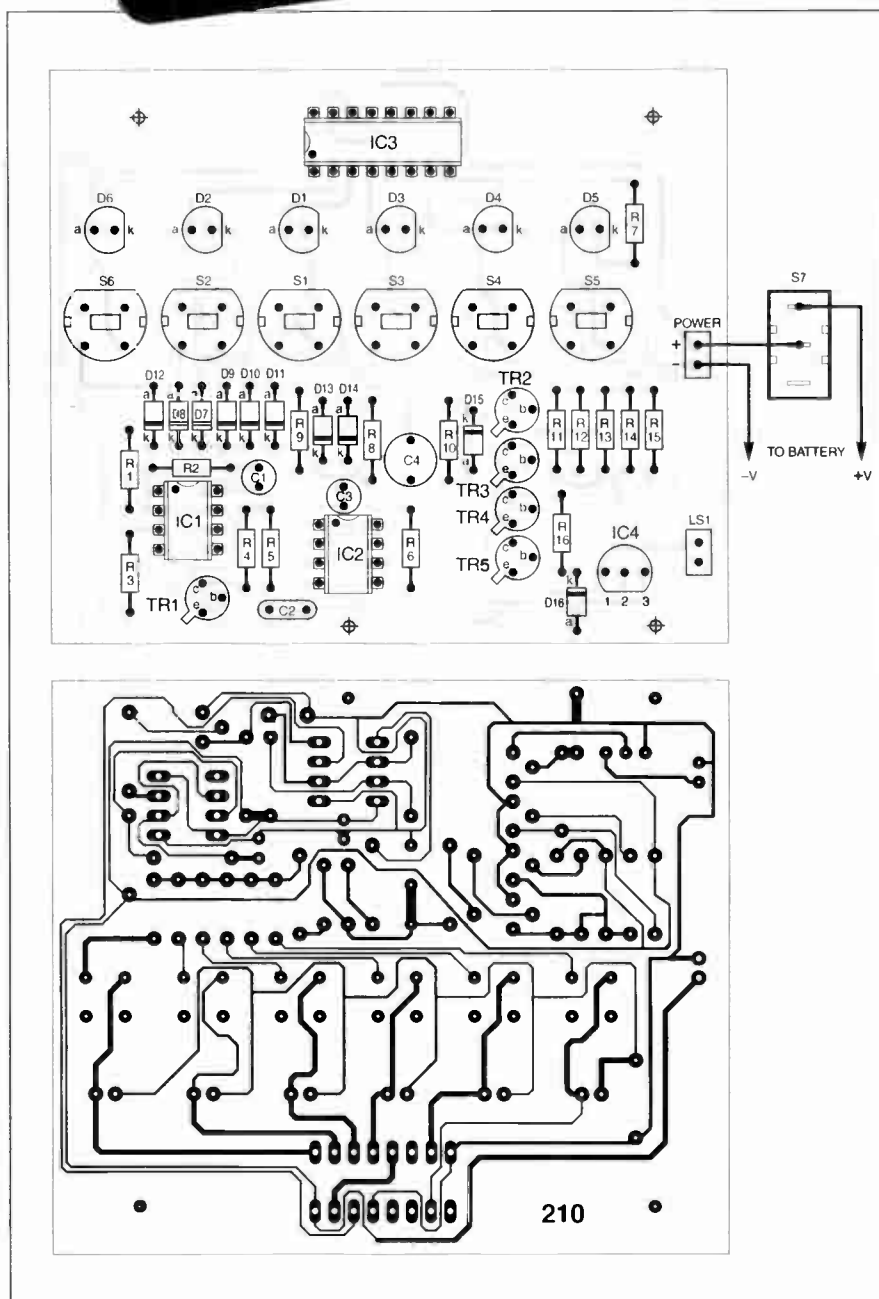 IC3
D6 D2 D1 D3 D4 D5
a k a k a k a k a k a k
R 7
S6 S2 S1 S3 S4 S5 S7
POWER
+
−
D12 D8 D7 D9 D10 D11 D13 D14 D15 TR2
a a a a a a a a k c b e
k k k k k k k k a
R 1 R2 C1 R 9 R 8 C4 R 10 R 11 R 12 R 13 R 14 R 15
TO BATTERY
−V +V
TR3 c b e
C3
IC1 IC2
TR4 c b e
R 3 R 4 R 5 R 6 R 16 IC4 LS1
TR5 c b e
TR1 c b e
C2
k D16 a
1 2 3
210